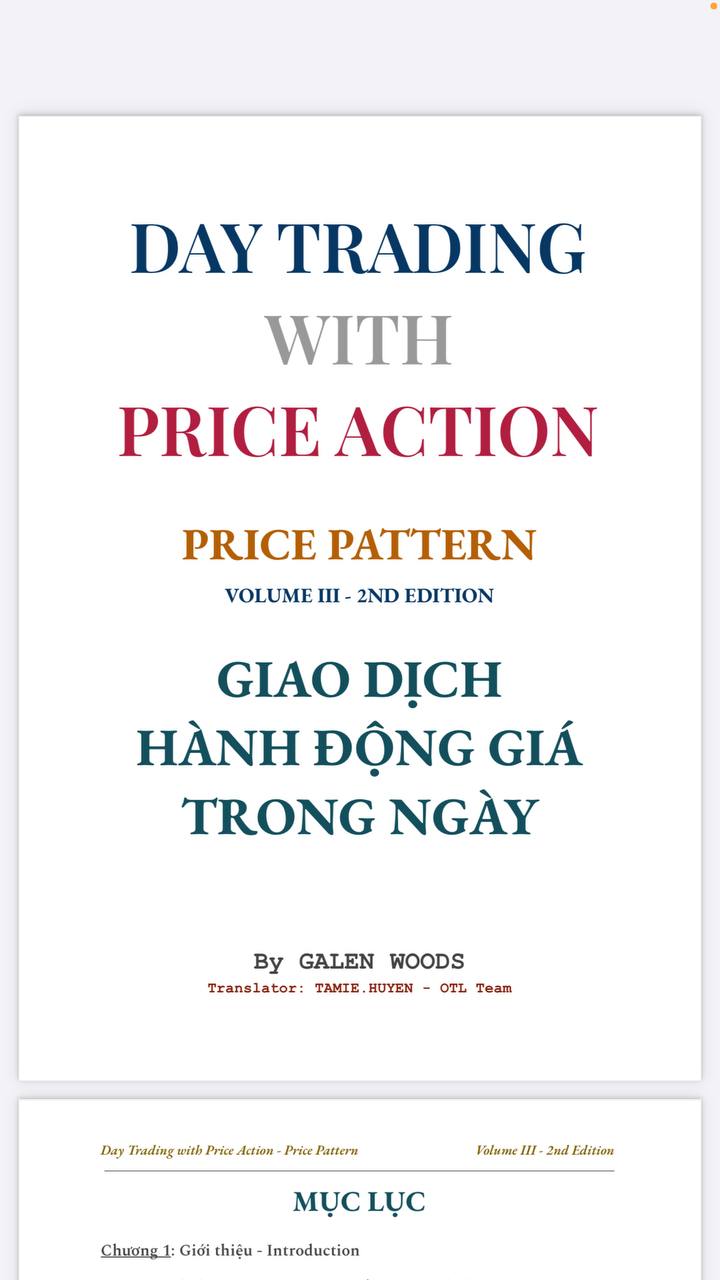 DAY TRADING
WITH
PRICE ACTION
PRICE PATTERN
VOLUME III - 2ND EDITION
GIAO DỊCH
HÀNH ĐỘNG GIÁ
TRONG NGÀY
By GALEN WOODS
Translator: TAMIE.HUYEN - OTL Team
Day Trading with Price Action - Price Pattern Volume III - 2nd Edition
MỤC LỤC
Chương 1: Giới thiệu - Introduction